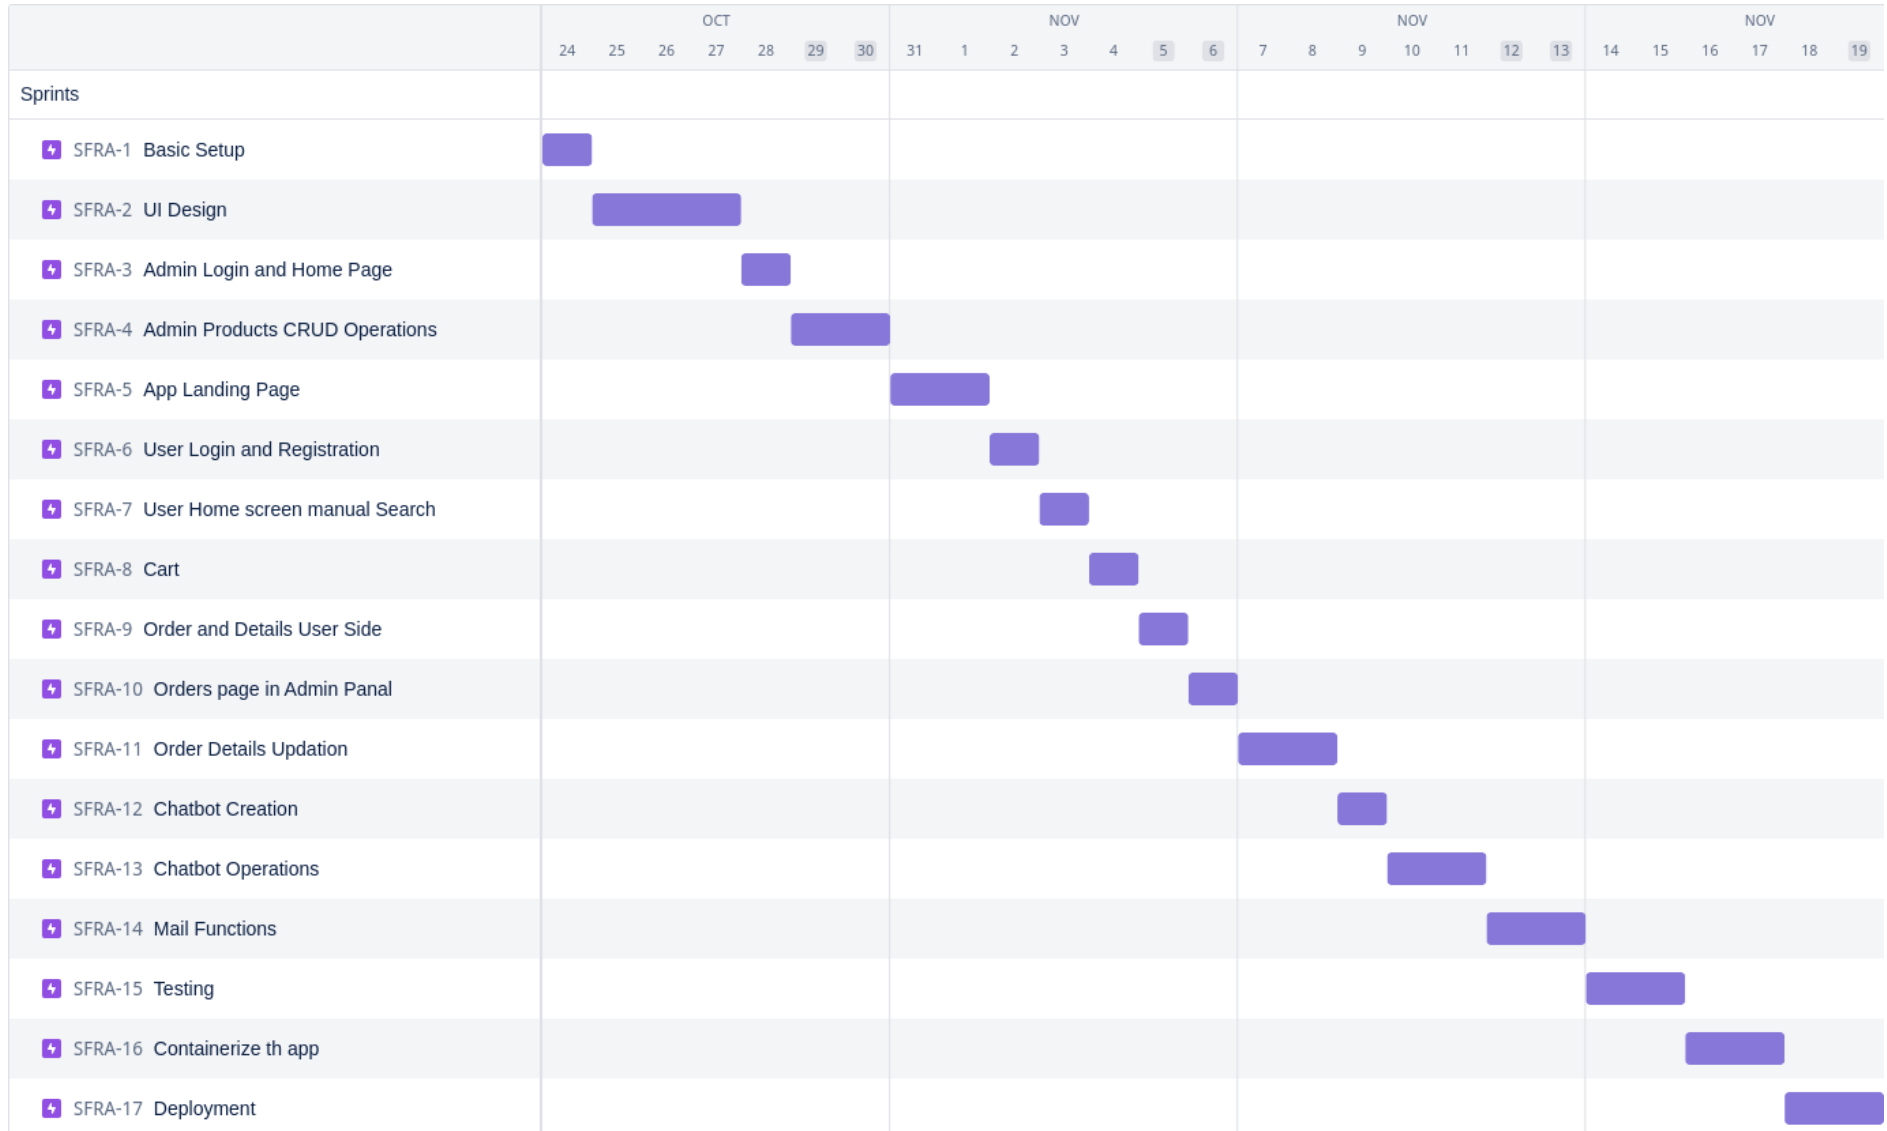 OCT NOV NOV NOV
24 25 26 27 28 29 30 31 1 2 3 4 5 6 7 8 9 10 11 12 13 14 15 16 17 18 19
Sprints
SFRA-1 Basic Setup
SFRA-2 UI Design
SFRA-3 Admin Login and Home Page
SFRA-4 Admin Products CRUD Operations
SFRA-5 App Landing Page
SFRA-6 User Login and Registration
SFRA-7 User Home screen manual Search
SFRA-8 Cart
SFRA-9 Order and Details User Side
SFRA-10 Orders page in Admin Panal
SFRA-11 Order Details Updation
SFRA-12 Chatbot Creation
SFRA-13 Chatbot Operations
SFRA-14 Mail Functions
SFRA-15 Testing
SFRA-16 Containerize th app
SFRA-17 Deployment